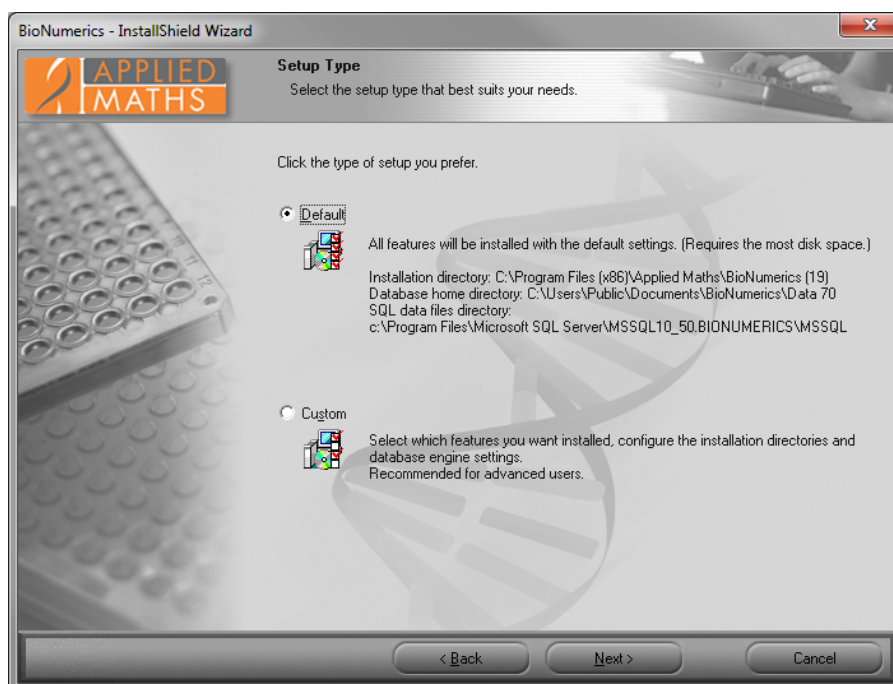 BioNumerics - InstallShield Wizard
APPLIED
MATHS
Setup Type
Select the setup type that best suits your needs.
Click the type of setup you prefer.
Default
All features will be installed with the default settings. (Requires the most disk space.)
Installation directory: C:\Program Files (x86)\Applied Maths\BioNumerics (19)
Database home directory: C:\Users\Public\Documents\BioNumerics\Data 70
SQL data files directory:
c:\Program Files\Microsoft SQL Server\MSSQL10_50.BIONUMERICS\MSSQL
Custom
Select which features you want installed, configure the installation directories and
database engine settings.
Recommended for advanced users.
< Back
Next >
Cancel